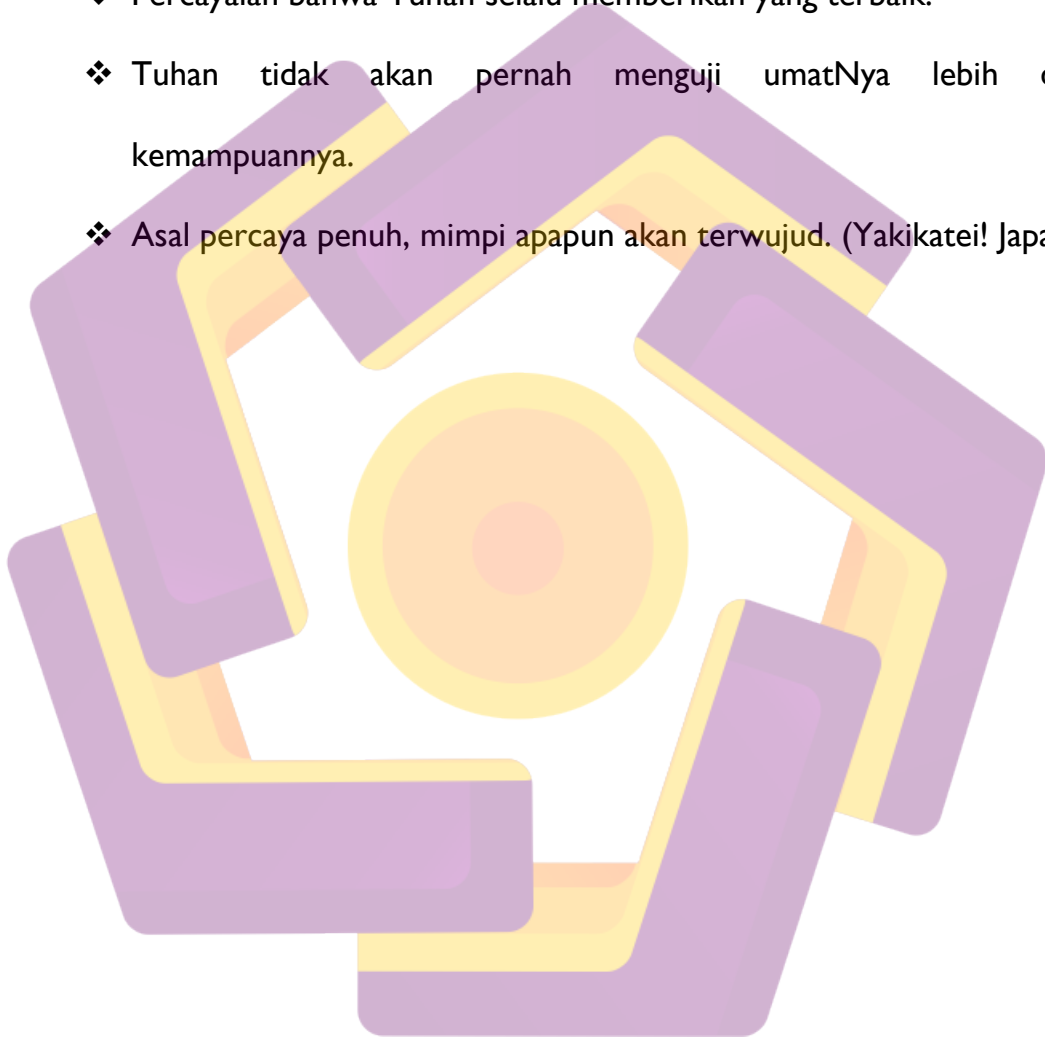 ❖ Percayalah bahwa Tuhan selalu memberikan yang terbaik.
❖ Tuhan tidak akan pernah menguji umatNya lebih
kemampuannya.
❖ Asal percaya penuh, mimpi apapun akan terwujud. (Yakikatei!